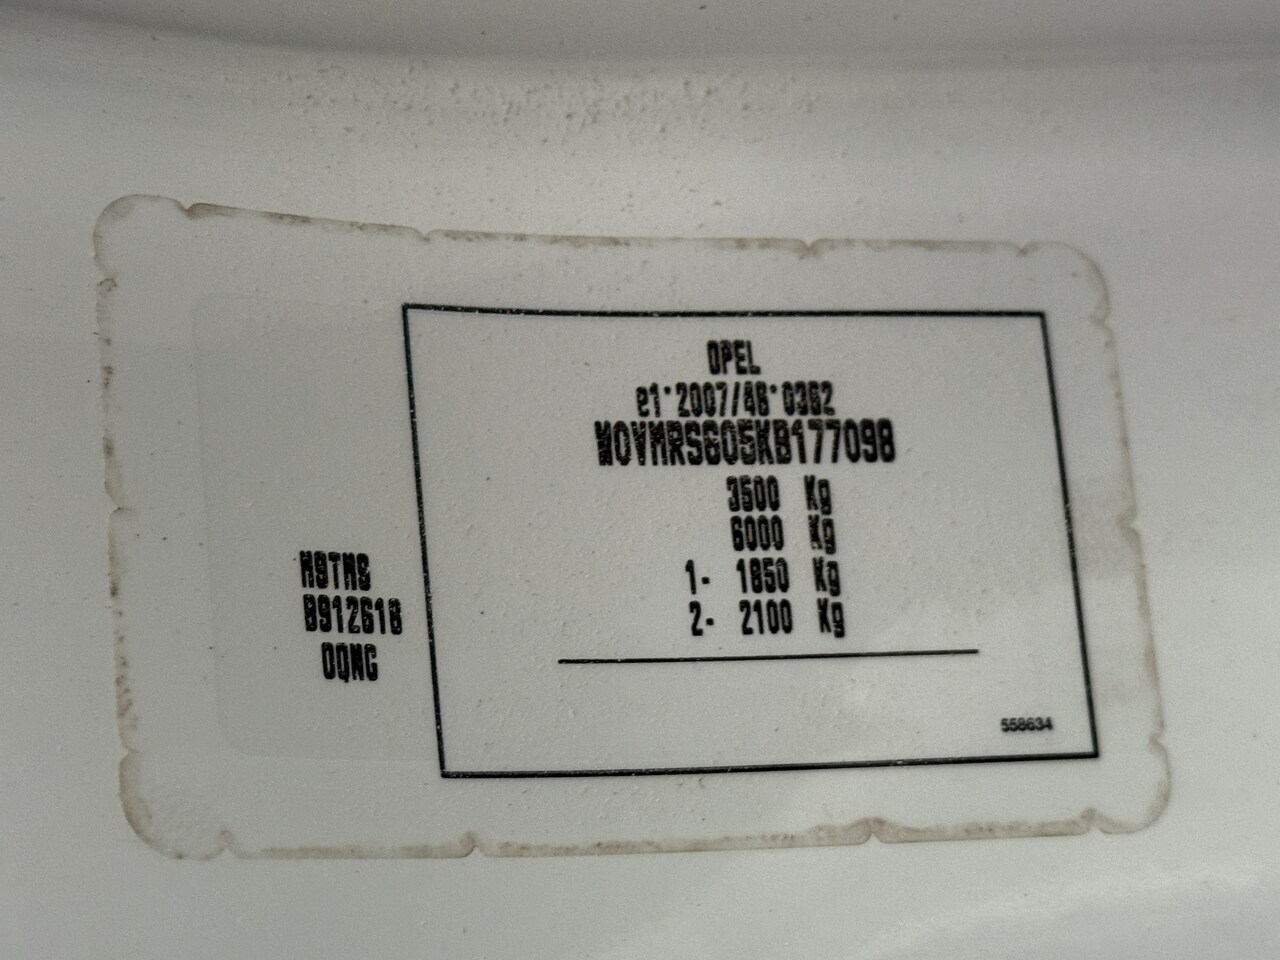 OPEL
e1*2007/46*0362
W0VMRS605KB177098
3500 Kg
6000 Kg
1- 1850 Kg
2- 2100 Kg
B912618
0QNC
558634